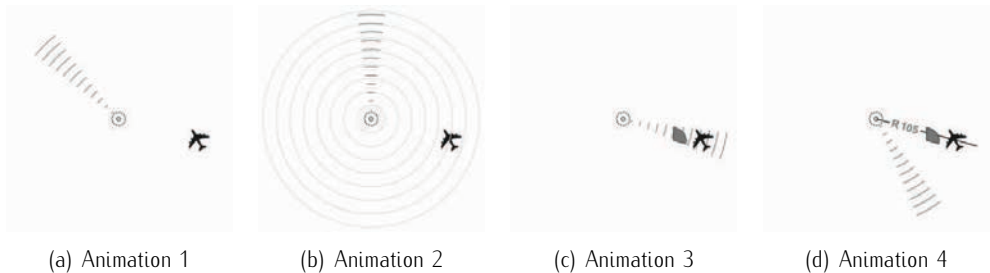 R 105
(a) Animation 1
(b) Animation 2
(c) Animation 3
(d) Animation 4